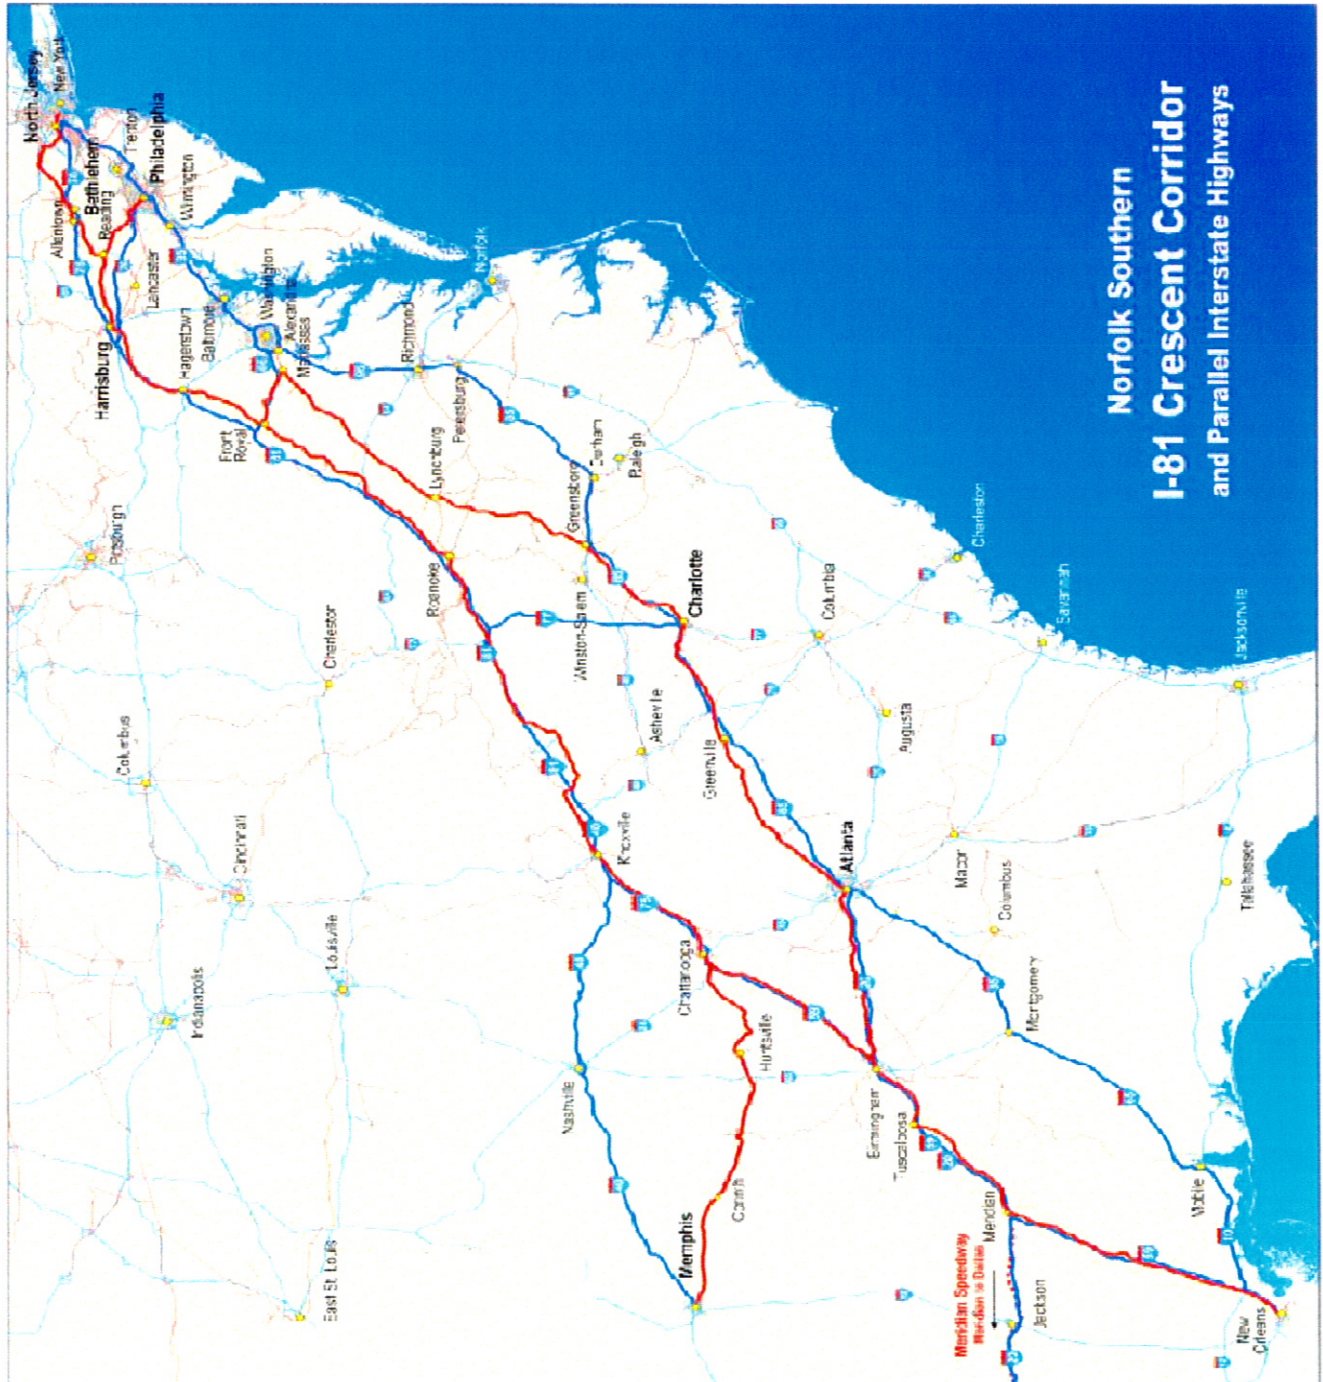 Norfolk Southern
I-81 Crescent Corridor
and Parallel Interstate Highways
North Jersey
New York
Allentown
Bethlehem
Reading
Trenton
Philadelphia
Wilmington
Lancaster
Harrisburg
Hagerstown
Baltimore
Washington
Alexandria
Manassas
Front
Royal
Norfolk
Richmond
Petersburg
Pittsburgh
Lynchburg
Roanoke
Durham
Raleigh
Greensboro
Winston-Salem
Charlotte
Charleston
Columbus
Cincinnati
Louisville
Indianapolis
East St. Louis
Asheville
Greenville
Columbia
Charleston
Savannah
Jacksonville
Augusta
Knoxville
Chattanooga
Atlanta
Macon
Columbus
Tallahassee
Nashville
Huntsville
Montgomery
Birmingham
Tuscaloosa
Memphis
Corinth
Meridian
Mobile
Meridian Speedway
Meridian to Dallas
Jackson
New
Orleans